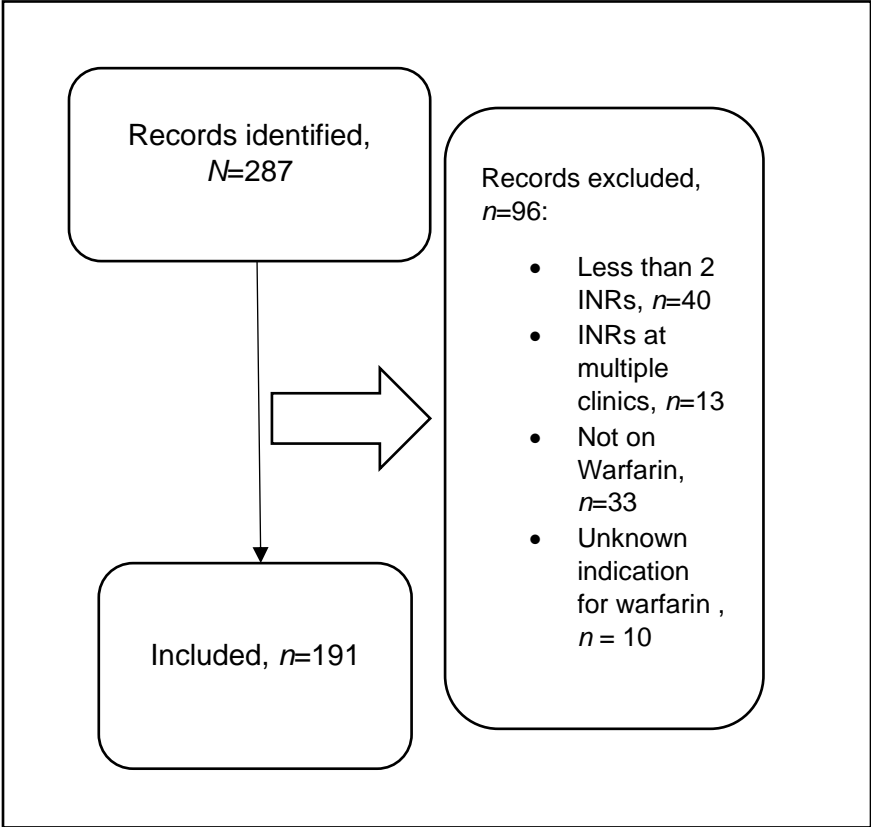 Records identified,
N=287
Records excluded,
n=96:
• Less than 2
INRs, n=40
• INRs at
multiple
clinics, n=13
• Not on
Warfarin,
n=33
• Unknown
indication
for warfarin ,
n = 10
Included, n=191